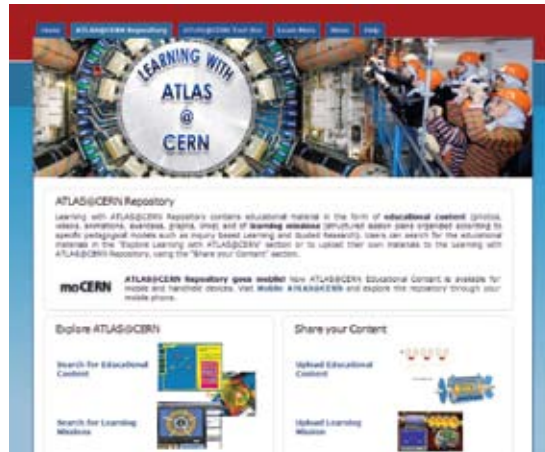 Home ATLAS@CERN Repository ATLAS@CERN Tool-Box Learn More News Help
LEARNING WITH
ATLAS
@
CERN
ATLAS@CERN Repository
Learning with ATLAS@CERN Repository contains educational material in the form of educational content (photos,
videos, animations, exercises, graphs, links) and of learning missions (structured lesson plans organized according to
specific pedagogical models such as Inquiry Based Learning and Guided Research). Users can search for the educational
materials in the "Explore Learning with ATLAS@CERN" section or to upload their own materials to the Learning with
ATLAS@CERN Repository, using the "Share your Content" section.
moCERN
ATLAS@CERN Repository goes mobile! Now ATLAS@CERN Educational Content is available for
mobile and handheld devices. Visit Mobile ATLAS@CERN and explore the repository through your
mobile phone.
Explore ATLAS@CERN
Search for Educational
Content
Search for Learning
Missions
Share your Content
Upload Educational
Content
Upload Learning
Mission